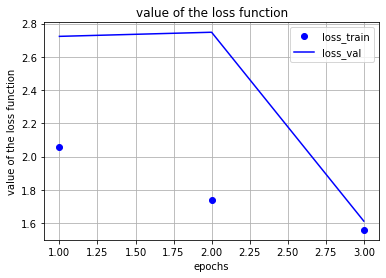 value of the loss function
loss_train
loss_val
value of the loss function
2.8
2.6
2.4
2.2
2.0
1.8
1.6
1.00 1.25 1.50 1.75 2.00 2.25 2.50 2.75 3.00
epochs